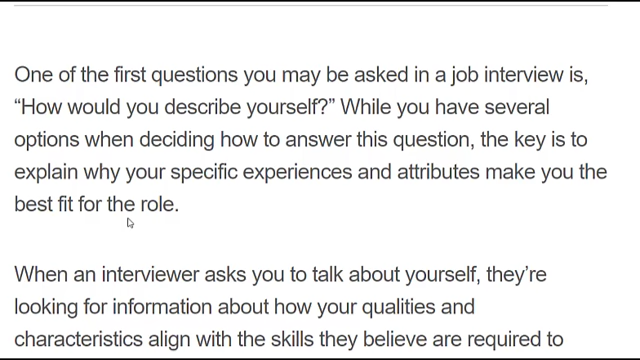 One of the first questions you may be asked in a job interview is,
“How would you describe yourself?” While you have several
options when deciding how to answer this question, the key is to
explain why your specific experiences and attributes make you the
best fit for the role.
When an interviewer asks you to talk about yourself, they’re
looking for information about how your qualities and
characteristics align with the skills they believe are required to